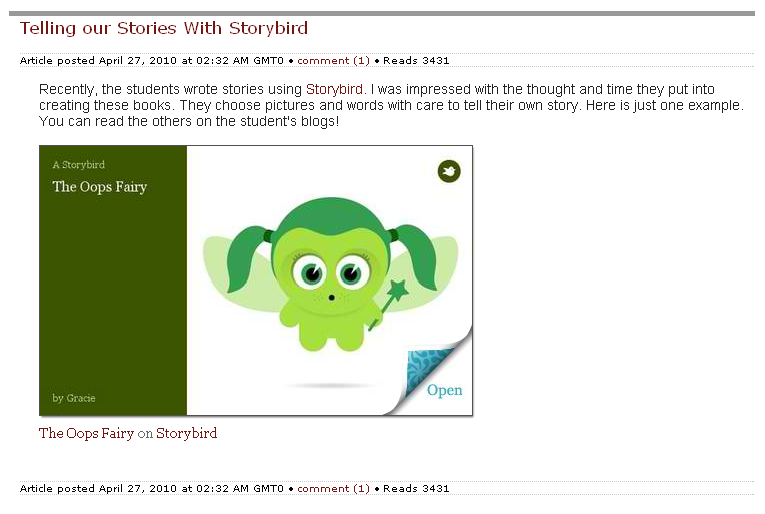 Telling our Stories With Storybird
Article posted April 27, 2010 at 02:32 AM GMT0 • comment (1) • Reads 3431
Recently, the students wrote stories using Storybird. I was impressed with the thought and time they put into
creating these books. They choose pictures and words with care to tell their own story. Here is just one example.
You can read the others on the student's blogs!
A Storybird
The Oops Fairy
by Gracie
Open
The Oops Fairy on Storybird
Article posted April 27, 2010 at 02:32 AM GMT0 • comment (1) • Reads 3431